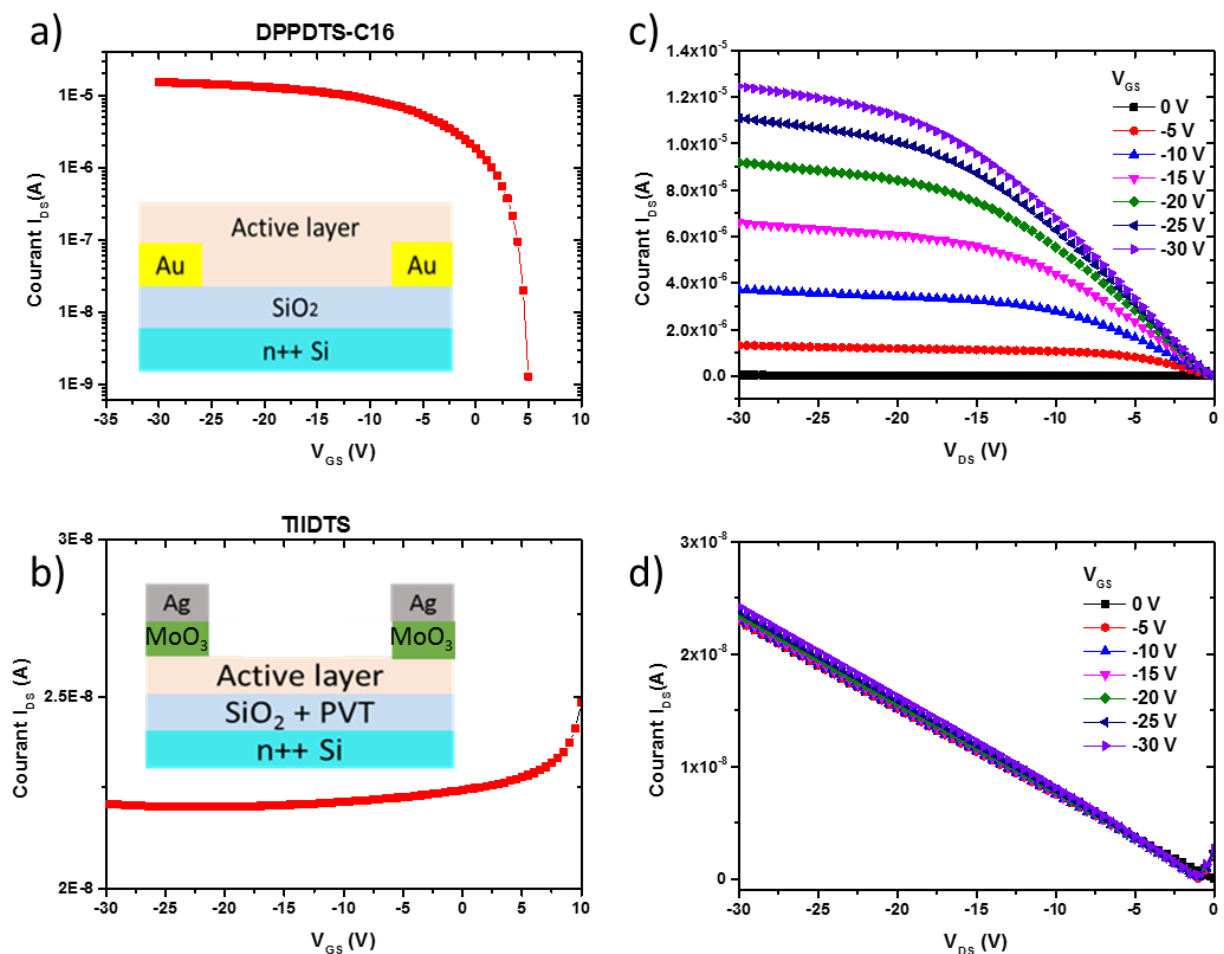 a)
DPPDTS-C16
Courant I_DS(A)
1E-5
1E-6
1E-7
1E-8
1E-9
Active layer
Au Au
SiO₂
n++ Si
-35 -30 -25 -20 -15 -10 -5 0 5 10
V_GS (V)
c)
Courant I_DS(A)
1.4x10⁻⁵
1.2x10⁻⁵
1.0x10⁻⁵
8.0x10⁻⁶
6.0x10⁻⁶
4.0x10⁻⁶
2.0x10⁻⁶
0.0
V_GS
0 V
-5 V
-10 V
-15 V
-20 V
-25 V
-30 V
-30 -25 -20 -15 -10 -5 0
V_DS (V)
b)
TIIDTS
Courant I_DS (A)
3E-8
2.5E-8
2E-8
Ag Ag
MoO₃ MoO₃
Active layer
SiO₂ + PVT
n++ Si
-30 -25 -20 -15 -10 -5 0 5 10
V_GS (V)
d)
Courant I_DS(A)
3x10⁻⁸
2x10⁻⁸
1x10⁻⁸
0
V_GS
0 V
-5 V
-10 V
-15 V
-20 V
-25 V
-30 V
-30 -25 -20 -15 -10 -5 0
V_DS (V)